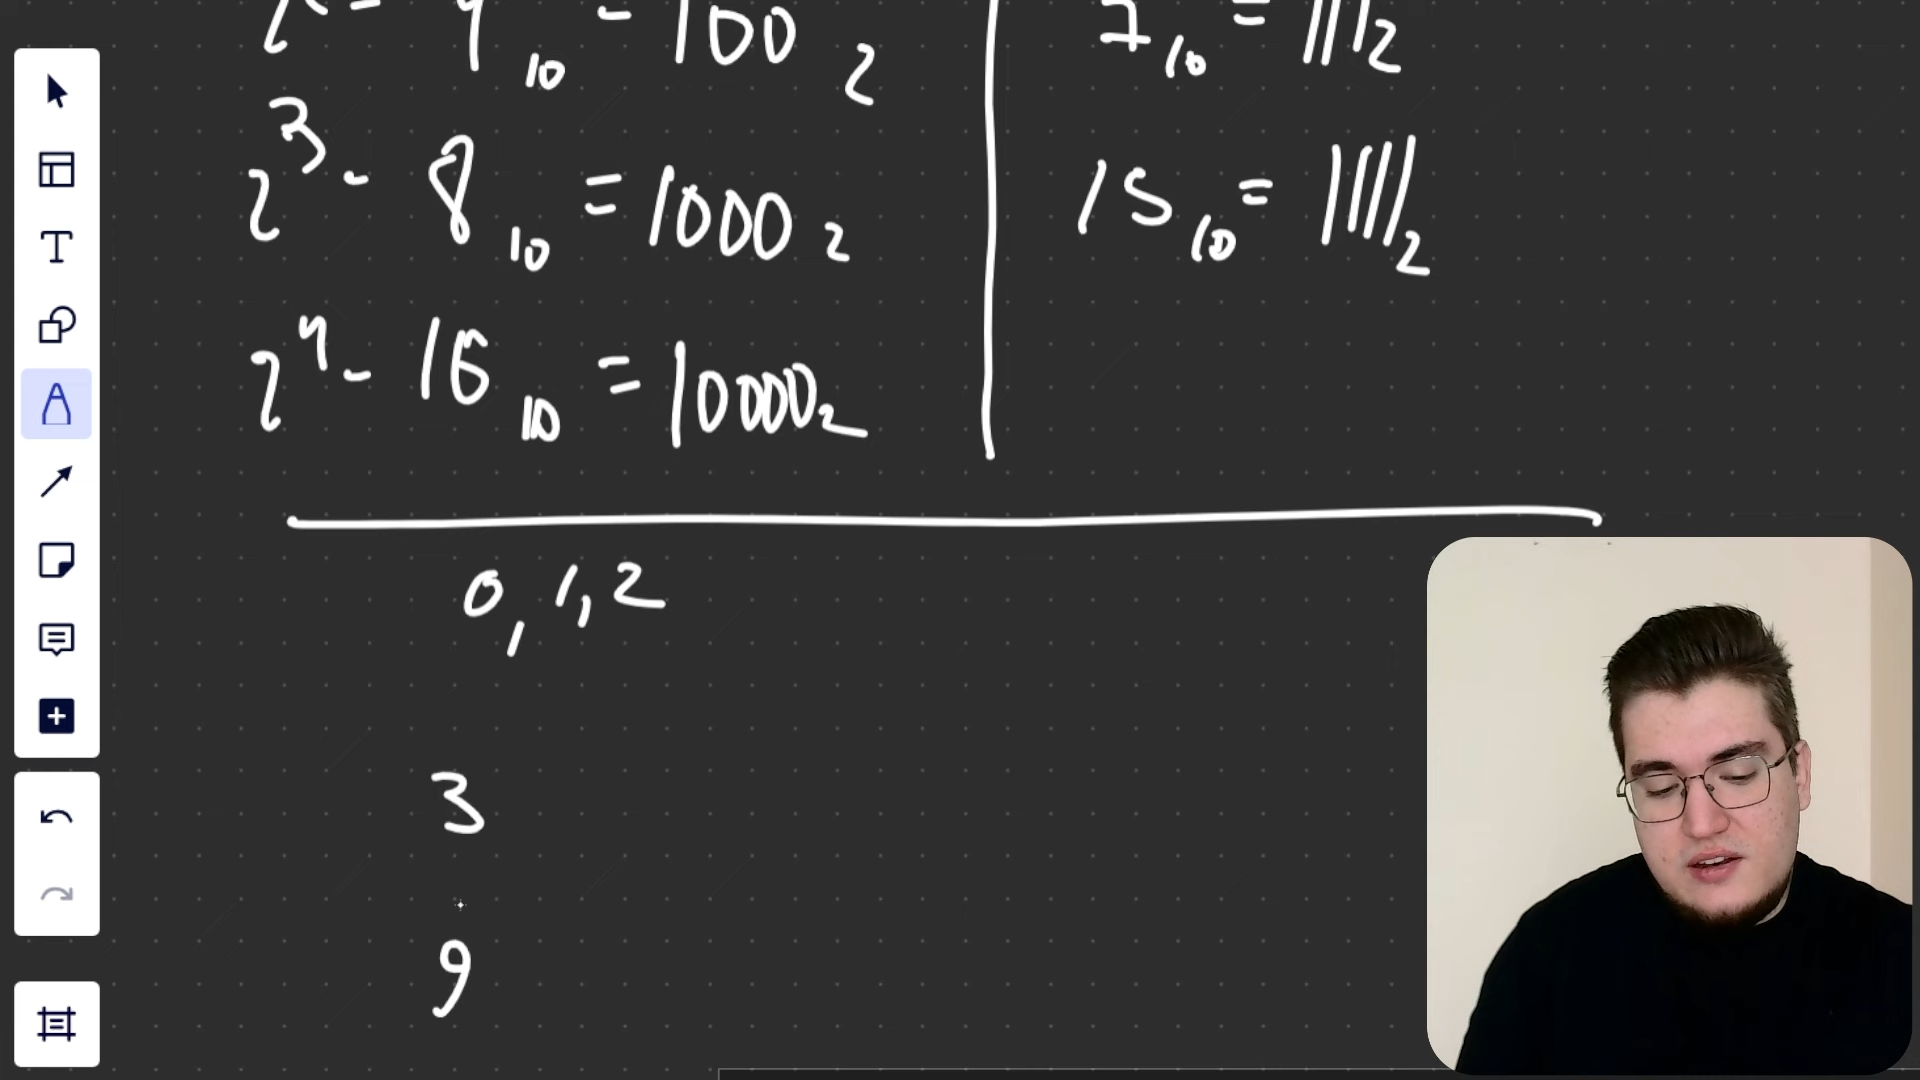 2² - 4₁₀ = 100₂
2³ - 8₁₀ = 1000₂
2⁴ - 16₁₀ = 10000₂
7₁₀ = 111₂
15₁₀ = 1111₂
0, 1, 2
3
9